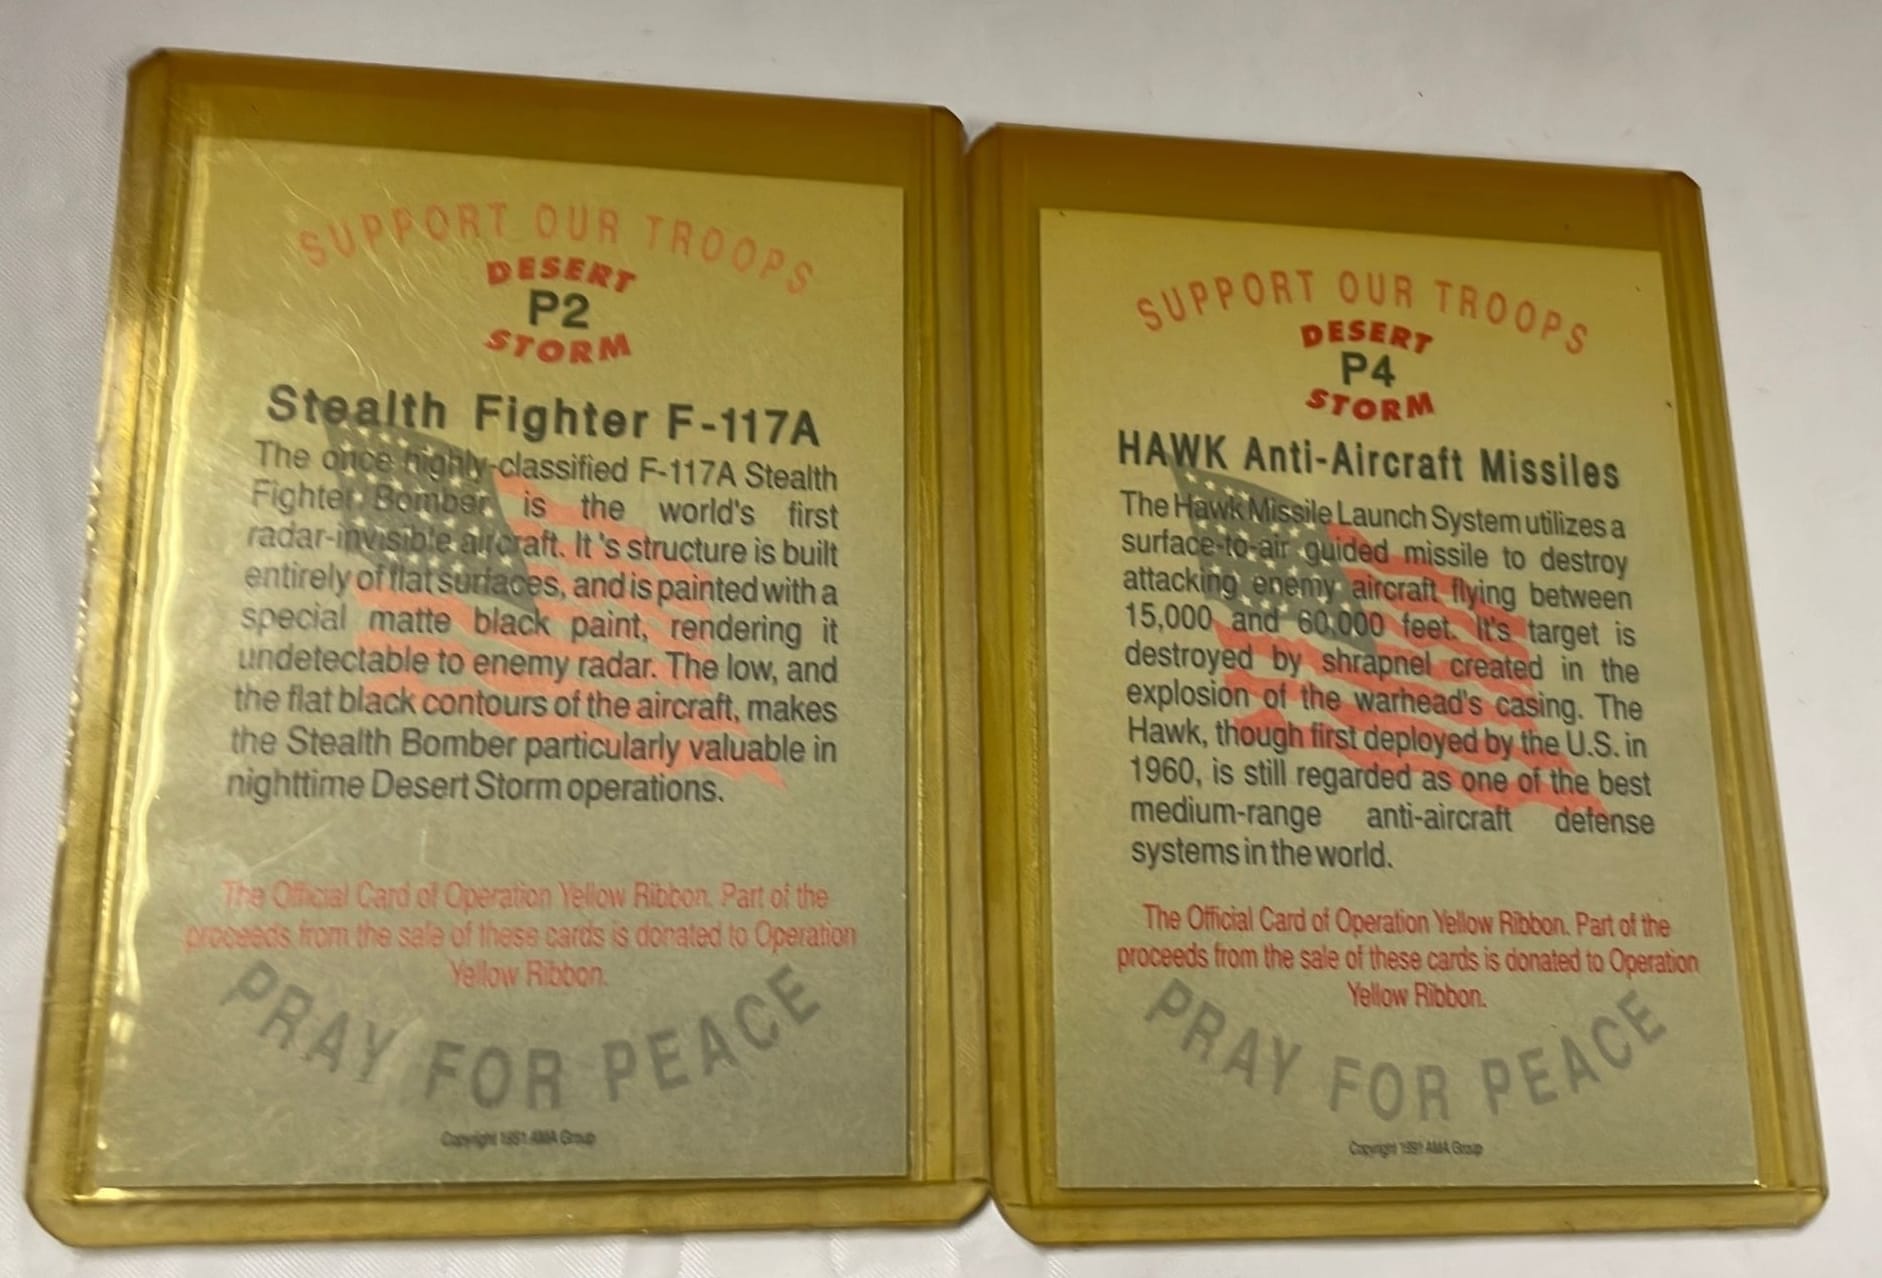 SUPPORT OUR TROOPS
DESERT
P2
STORM
Stealth Fighter F-117A
The once highly-classified F-117A Stealth
Fighter Bomber is the world's first
radar-invisible aircraft. It 's structure is built
entirely of flat surfaces, and is painted with a
special matte black paint, rendering it
undetectable to enemy radar. The low, and
the flat black contours of the aircraft, makes
the Stealth Bomber particularly valuable in
nighttime Desert Storm operations.
The Official Card of Operation Yellow Ribbon. Part of the
proceeds from the sale of these cards is donated to Operation
Yellow Ribbon.
PRAY FOR PEACE
Copyright 1991 AMA Group
SUPPORT OUR TROOPS
DESERT
P4
STORM
HAWK Anti-Aircraft Missiles
The Hawk Missile Launch System utilizes a
surface-to-air guided missile to destroy
attacking enemy aircraft flying between
15,000 and 60,000 feet. It's target is
destroyed by shrapnel created in the
explosion of the warhead's casing. The
Hawk, though first deployed by the U.S. in
1960, is still regarded as one of the best
medium-range anti-aircraft defense
systems in the world.
The Official Card of Operation Yellow Ribbon. Part of the
proceeds from the sale of these cards is donated to Operation
Yellow Ribbon.
PRAY FOR PEACE
Copyright 1991 AMA Group